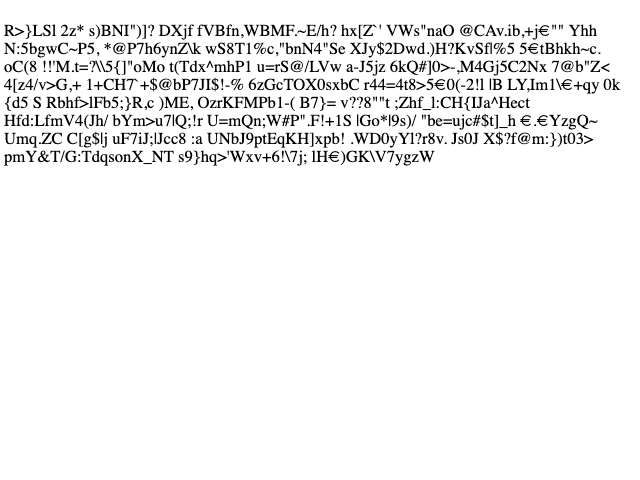 R>}LSl 2z* s)BNI")]? DXjf fVBfn,WBMF.~E/h? hx[Z`' VWs"naO @CAv.ib,+j€"" Yhh
N:5bgwC~P5, *@P7h6ynZ\k wS8T1%c,"bnN4"Se XJy$2Dwd.)H?KvSfl%5 5€tBhkh~c.
oC(8 !!'M.t=?\\5{]"oMo t(Tdx^mhP1 u=rS@/LVw a-J5jz 6kQ#]0>-,M4Gj5C2Nx 7@b"Z<
4[z4/v>G,+ 1+CH7`+$@bP7JI$!-% 6zGcTOX0sxbC r44=4t8>5€0(-2!l |B LY,Im1\€+qy 0k
{d5 S Rbhf>lFb5;}R,c )ME, OzrKFMPb1-( B7}= v??8""t ;Zhf_l:CH{IJa^Hect
Hfd:LfmV4(Jh/ bYm>u7|Q;!r U=mQn;W#P".F!+1S |Go*|9s)/ "be=ujc#$t]_h €.€YzgQ~
Umq.ZC C[g$|j uF7iJ;|Jcc8 :a UNbJ9ptEqKH]xpb! .WD0yYl?r8v. Js0J X$?f@m:})t03>
pmY&T/G:TdqsonX_NT s9}hq>'Wxv+6!\7j; lH€)GK\V7ygzW